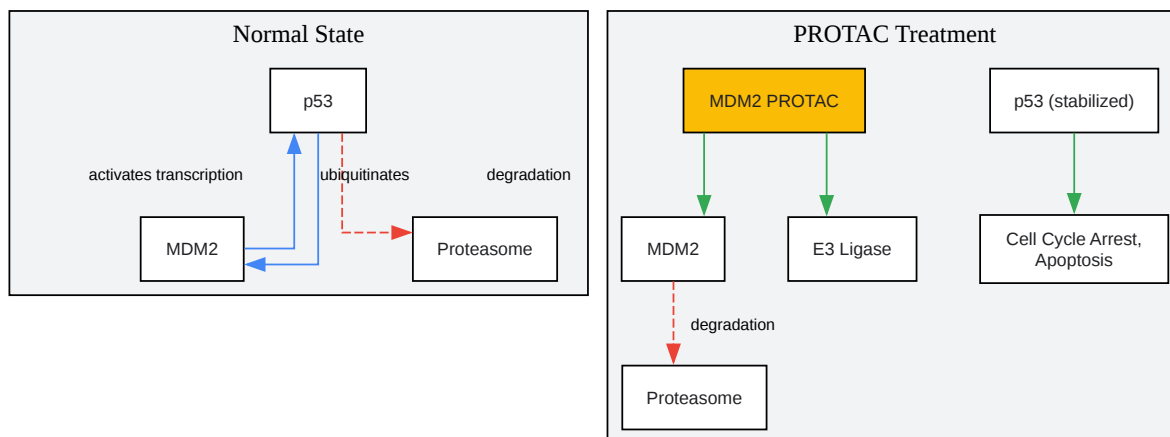 Normal State
p53
activates transcription
ubiquitinates
degradation
MDM2
Proteasome
PROTAC Treatment
MDM2 PROTAC
p53 (stabilized)
MDM2
E3 Ligase
Cell Cycle Arrest,
Apoptosis
degradation
Proteasome